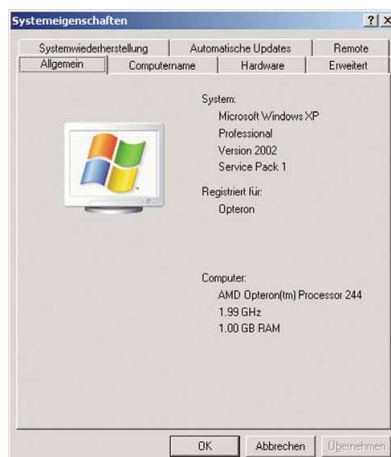 Systemeigenschaften
Systemwiederherstellung Automatische Updates Remote
Allgemein Computername Hardware Erweitert
System:
Microsoft Windows XP
Professional
Version 2002
Service Pack 1
Registriert für:
Opteron
Computer:
AMD Opteron(tm) Processor 244
1.99 GHz
1.00 GB RAM
OK Abbrechen Übernehmen